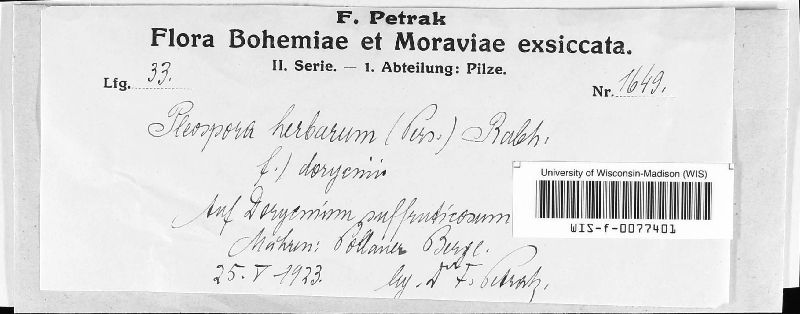 F. Petrak
Flora Bohemiae et Moraviae exsiccata.
II. Serie. — 1. Abteilung: Pilze.
Lfg. 33.
Nr. 1649.
Pleospora herbarum (Pers.) Rabh.
f.) dorycnii
Auf Dorycnium suffruticosum
Mähren: Pollauer Berge.
25. V. 1923. lg. Dr F. Petrak.
University of Wisconsin-Madison (WIS)
WIS-f-0077401